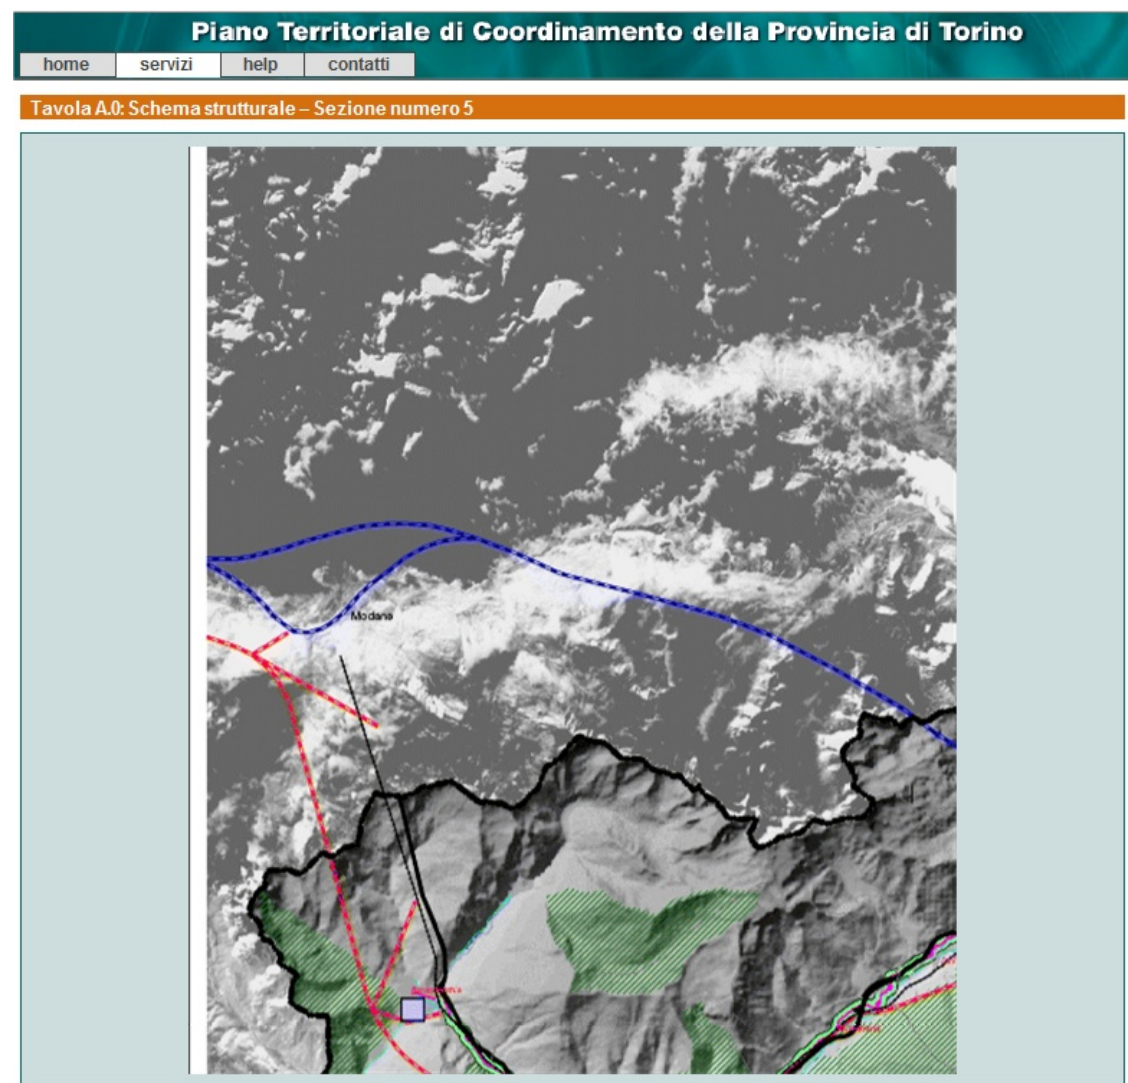 Piano Territoriale di Coordinamento della Provincia di Torino
home servizi help contatti
Tavola A.0: Schema strutturale – Sezione numero 5
Modane